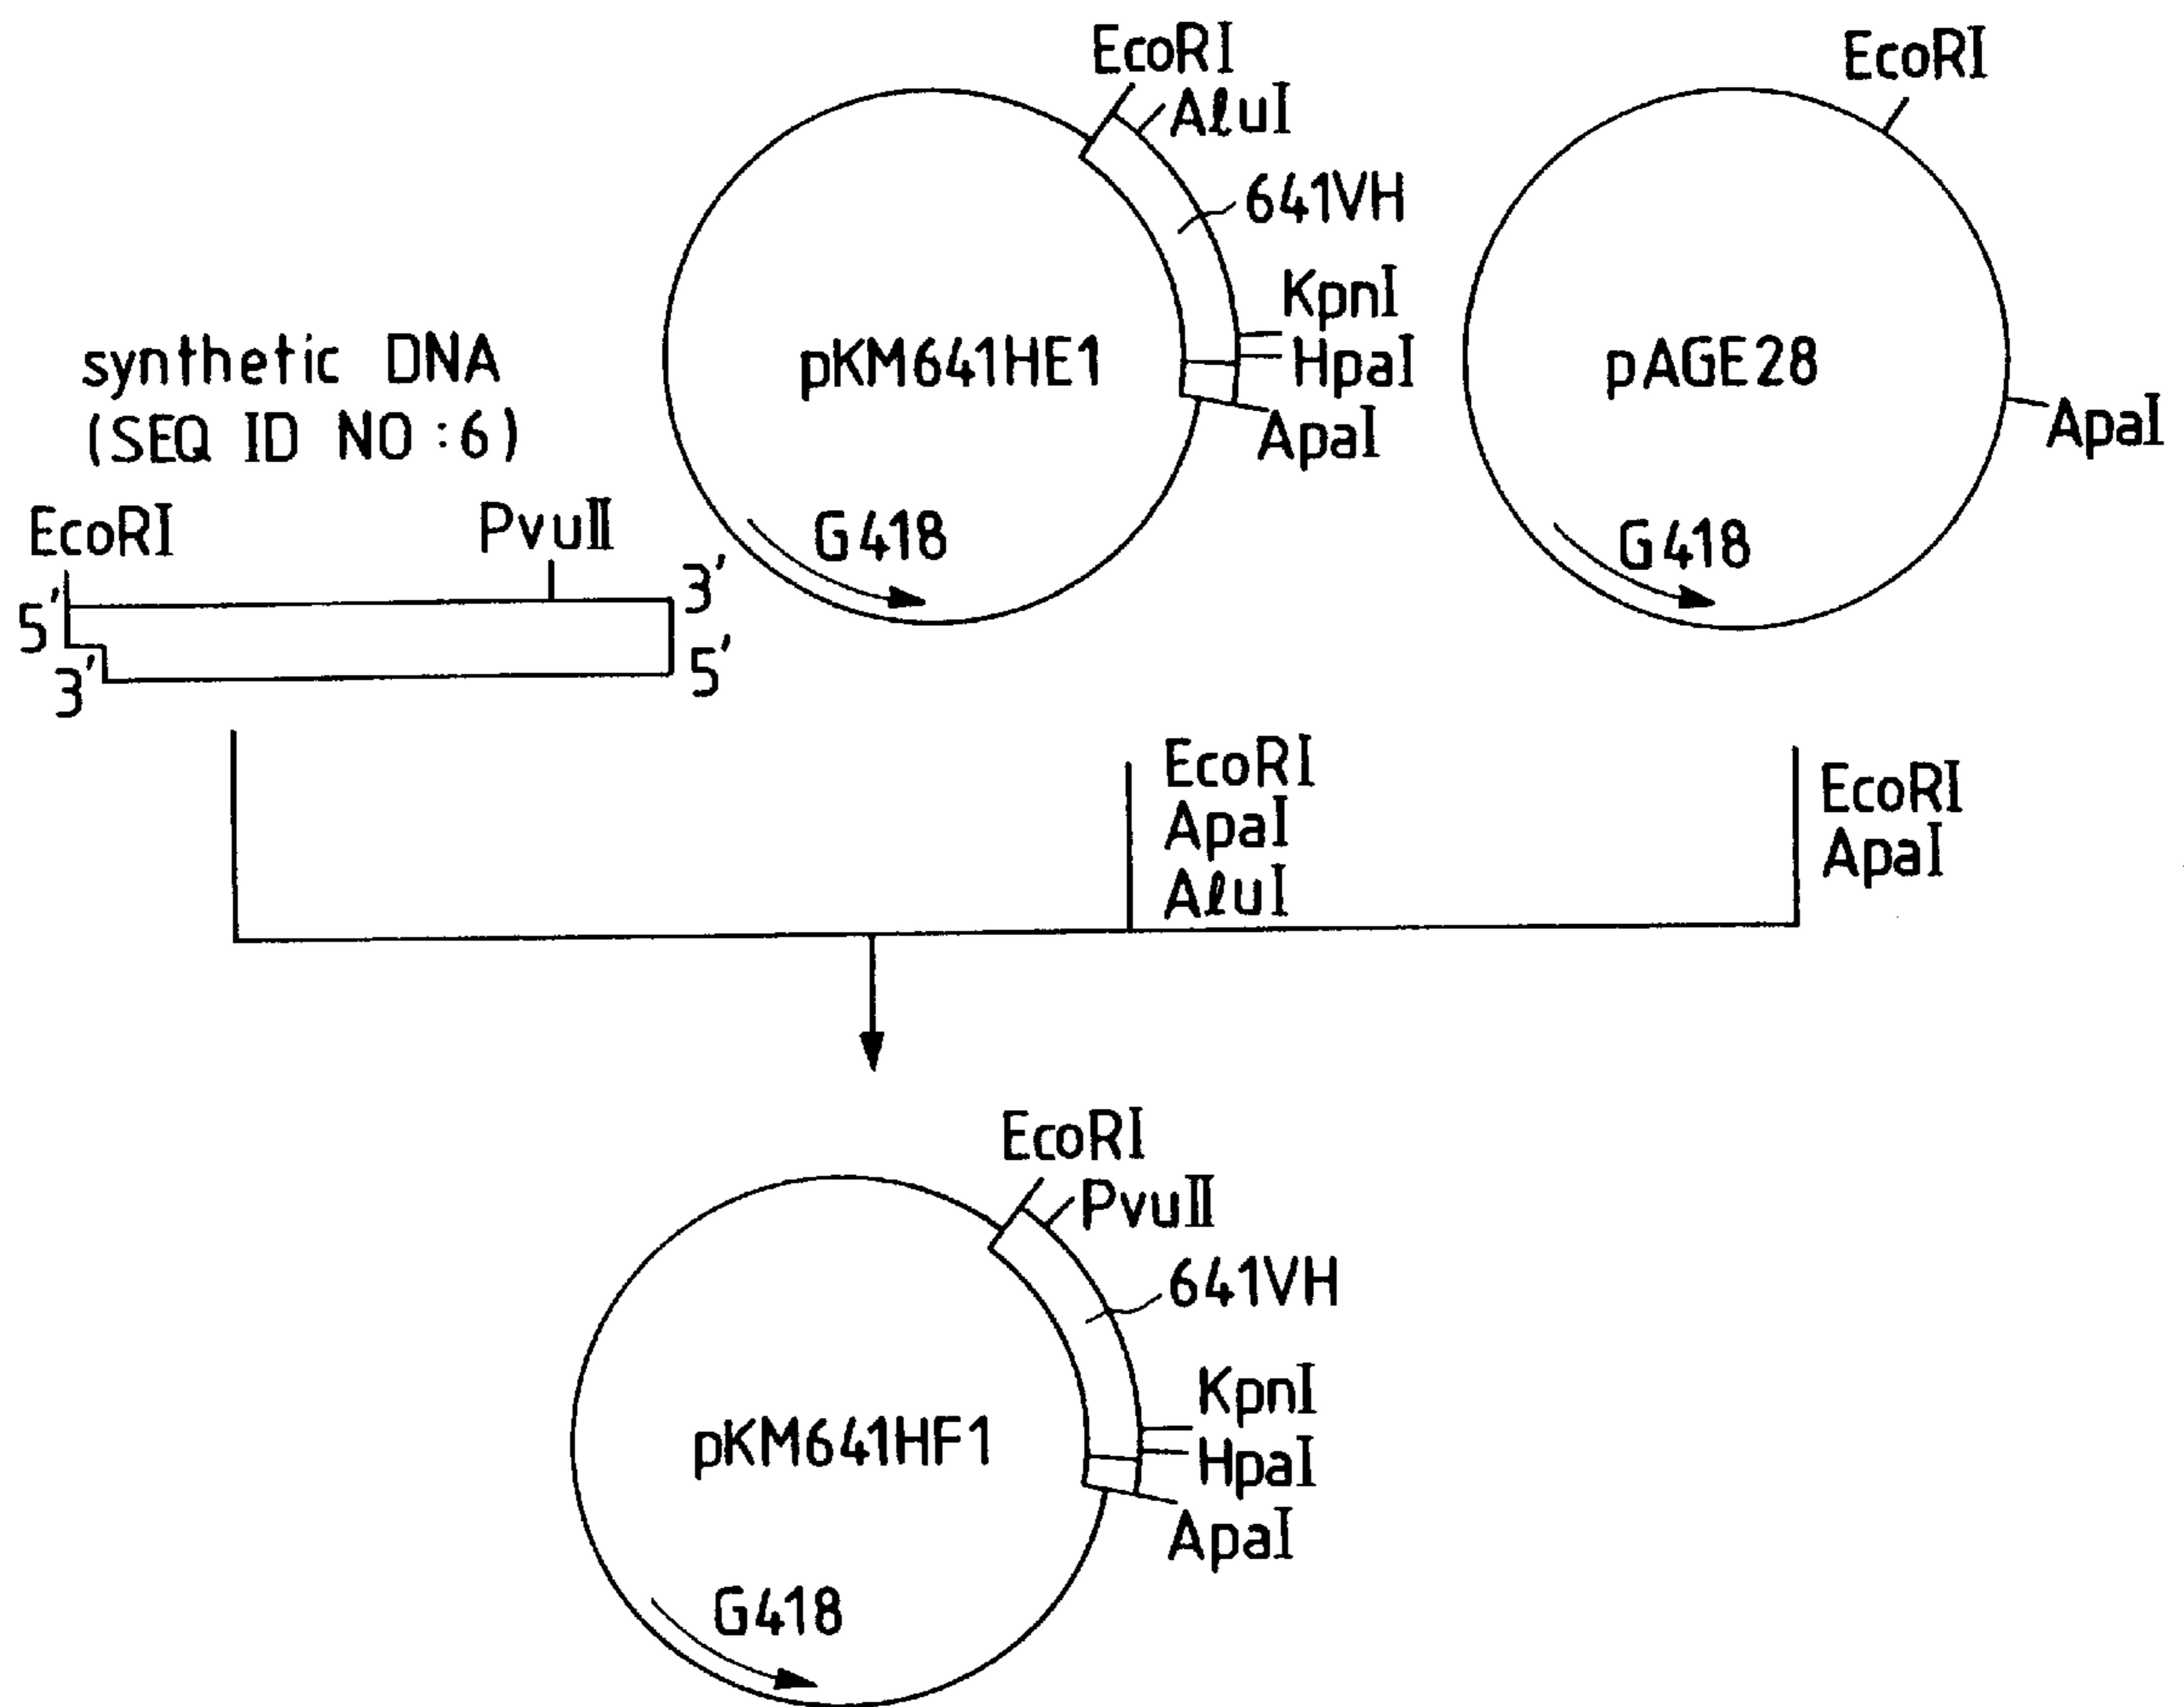 EcoRI
AluI
641VH
KpnI
HpaI
ApaI
pKM641HE1
G418
EcoRI
pAGE28
ApaI
G418
synthetic DNA
(SEQ ID NO:6)
EcoRI
PvuII
5'
3'
3'
5'
EcoRI
ApaI
AluI
EcoRI
ApaI
EcoRI
PvuII
641VH
KpnI
HpaI
ApaI
pKM641HF1
G418